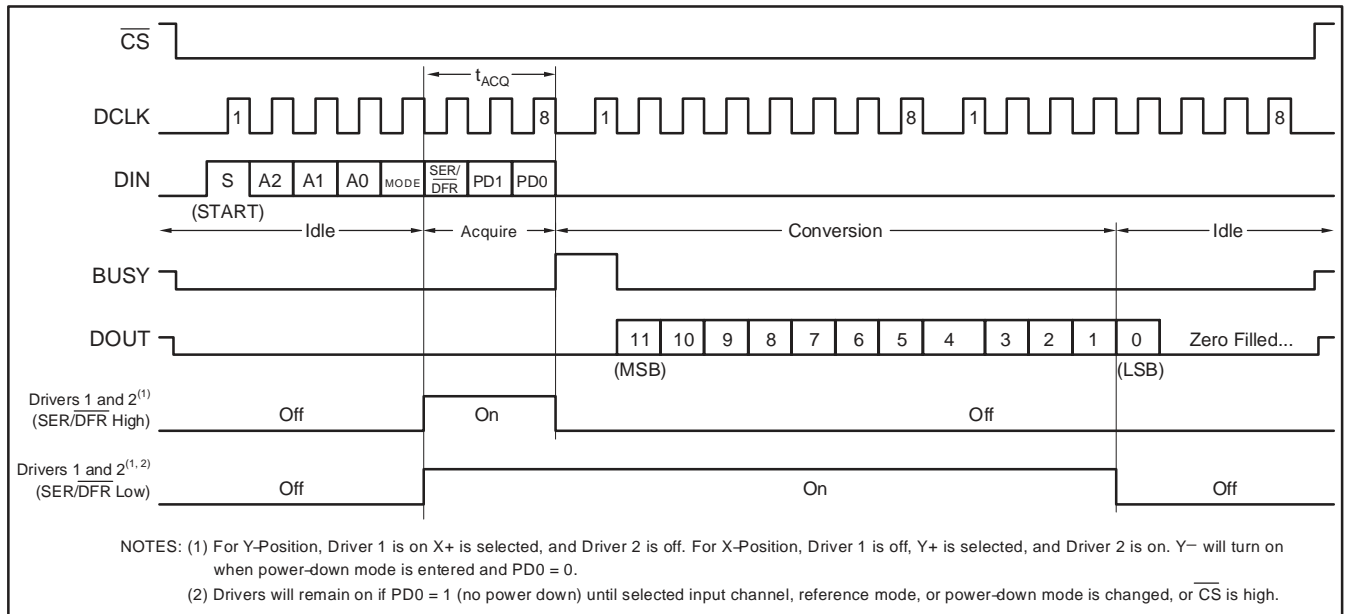 CS
tACQ
DCLK 1 8 1 8 1 8
DIN S A2 A1 A0 MODE SER/DFR PD1 PD0
(START)
Idle Acquire Conversion Idle
BUSY
DOUT 11 10 9 8 7 6 5 4 3 2 1 0 Zero Filled...
(MSB) (LSB)
Drivers 1 and 2(1)
(SER/DFR High) Off On Off
Drivers 1 and 2(1, 2)
(SER/DFR Low) Off On Off
NOTES: (1) For Y-Position, Driver 1 is on X+ is selected, and Driver 2 is off. For X-Position, Driver 1 is off, Y+ is selected, and Driver 2 is on. Y− will turn on
when power-down mode is entered and PD0 = 0.
(2) Drivers will remain on if PD0 = 1 (no power down) until selected input channel, reference mode, or power-down mode is changed, or CS is high.